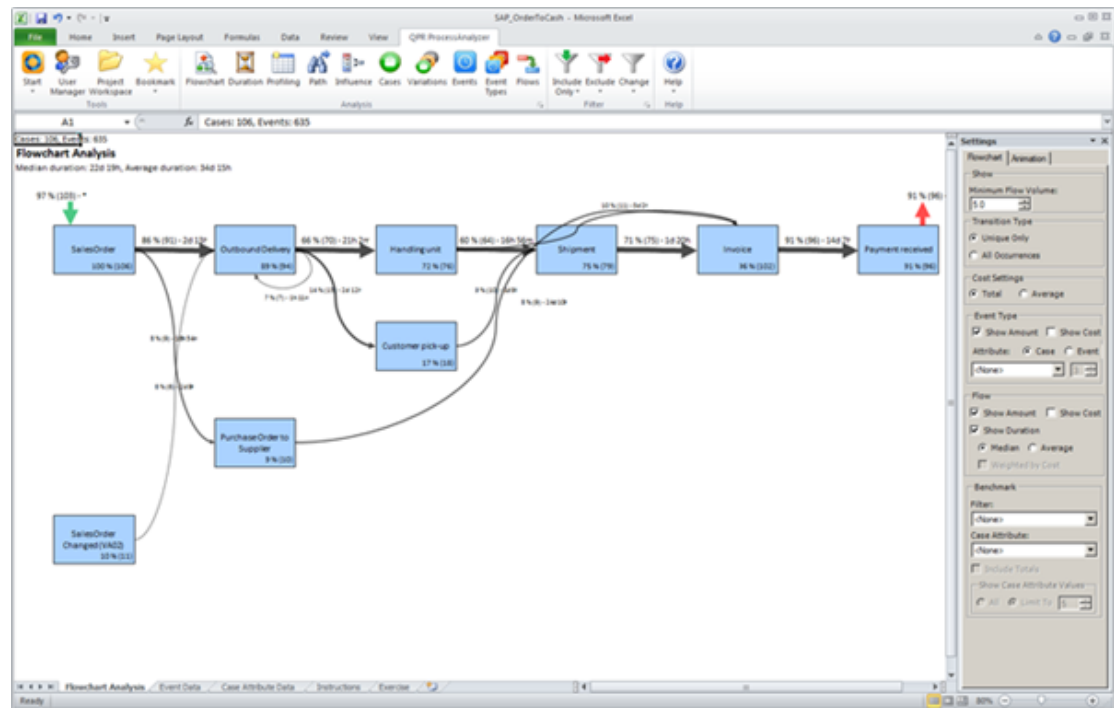 SAP_OrderToCash - Microsoft Excel
File Home Insert Page Layout Formulas Data Review View QPR ProcessAnalyzer
Start User Manager Project Workspace Bookmark Flowchart Duration Profiling Path Influence Cases Variations Events Event Types Flows Include Only Exclude Change Help
Tools Analysis Filter Help
A1 fx Cases: 106, Events: 635
Cases: 106, Events: 635
Flowchart Analysis
Median duration: 22d 19h, Average duration: 34d 15h
97 % (103) - *
91 % (96) -
SalesOrder
100 % (106)
86 % (91) - 2d
Outbound Delivery
89 % (94)
66 % (70) - 21h
Handling unit
72 % (76)
60 % (64) - 16h
Shipment
75 % (79)
71 % (75) - 1d 20h
Invoice
96 % (102)
91 % (96) - 14d
Payment received
91 % (96)
Customer pick-up
17 % (18)
Purchase Order to
Supplier
9 % (10)
SalesOrder
Changed (VA02)
10 % (11)
Settings
Flowchart Animation
Show
Minimum Flow Volume:
5.0
Transition Type
Unique Only
All Occurrences
Cost Settings
Total Average
Event Type
Show Amount Show Cost
Attribute: Case Event
<None>
Flow
Show Amount Show Cost
Show Duration
Median Average
Weighted by Cost
Benchmark
Filter:
<None>
Case Attribute:
<None>
Include Totals
Show Case Attribute Values
All Limit To 5
Flowchart Analysis Event Data Case Attribute Data Instructions Exercise
Ready 80%